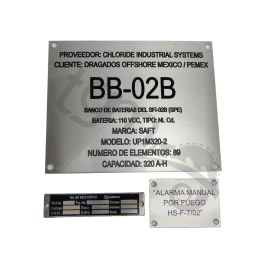 PROVEEDOR: CHLORIDE INDUSTRIAL SYSTEMS
CLIENTE: DRAGADOS OFFSHORE MEXICO / PEMEX
BB-02B
BANCO DE BATERIAS DEL SFI-02B (SPE)
BATERIA: 110 VCC, TIPO: Ni. Cd.
MARCA: SAFT
MODELO: UP1M320-2
NUMERO DE ELEMENTOS: 89
CAPACIDAD: 320 A-H
"ALARMA MANUAL
POR FUEGO
HS-F-7/02"